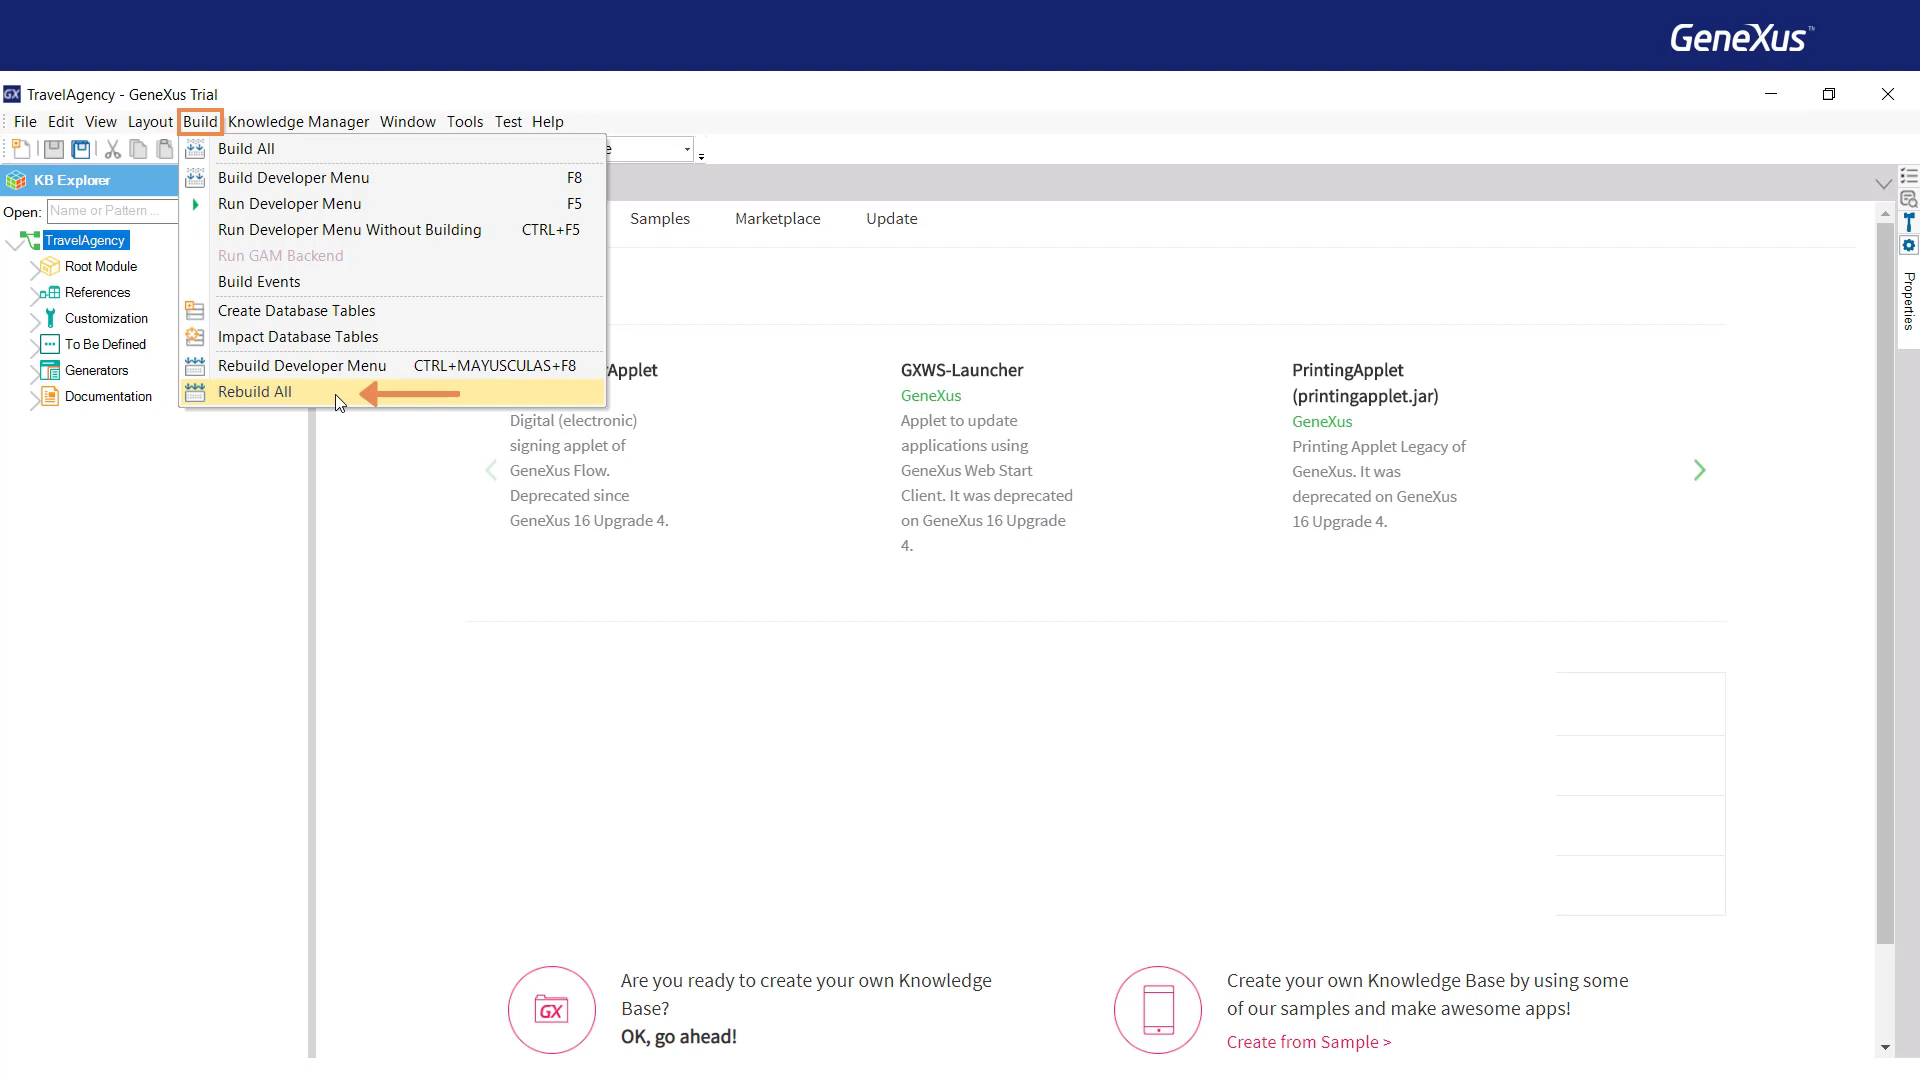 GeneXus™
GX TravelAgency - GeneXus Trial
File Edit View Layout Build Knowledge Manager Window Tools Test Help
Build All
KB Explorer
Open: Name or Pattern ...
TravelAgency
Root Module
References
Customization
To Be Defined
Generators
Documentation
Build Developer Menu F8
Run Developer Menu F5
Run Developer Menu Without Building CTRL+F5
Run GAM Backend
Build Events
Create Database Tables
Impact Database Tables
Rebuild Developer Menu CTRL+MAYUSCULAS+F8
Rebuild All
Samples Marketplace Update
Properties
Applet
Digital (electronic)
signing applet of
GeneXus Flow.
Deprecated since
GeneXus 16 Upgrade 4.
GXWS-Launcher
GeneXus
Applet to update
applications using
GeneXus Web Start
Client. It was deprecated
on GeneXus 16 Upgrade
4.
PrintingApplet
(printingapplet.jar)
GeneXus
Printing Applet Legacy of
GeneXus. It was
deprecated on GeneXus
16 Upgrade 4.
GX
Are you ready to create your own Knowledge
Base?
OK, go ahead!
Create your own Knowledge Base by using some
of our samples and make awesome apps!
Create from Sample >